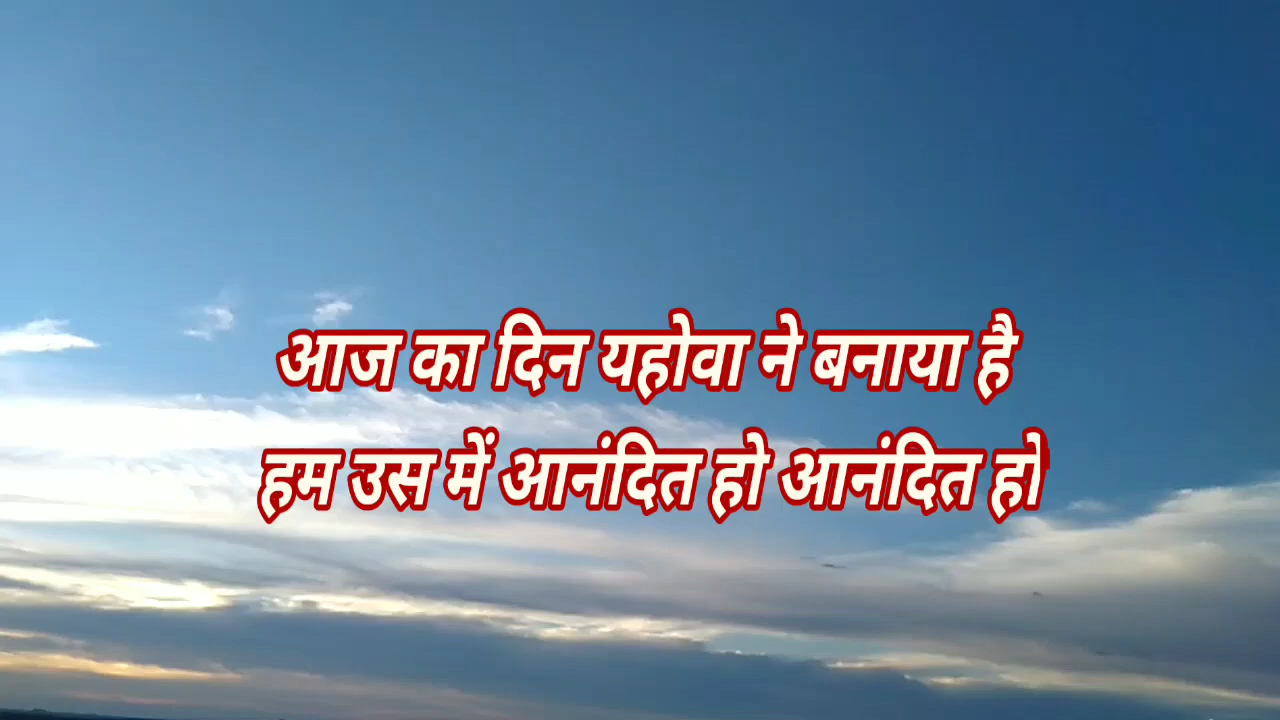 आज का दिन यहोवा ने बनाया है
हम उस में आनंदित हो आनंदित हो